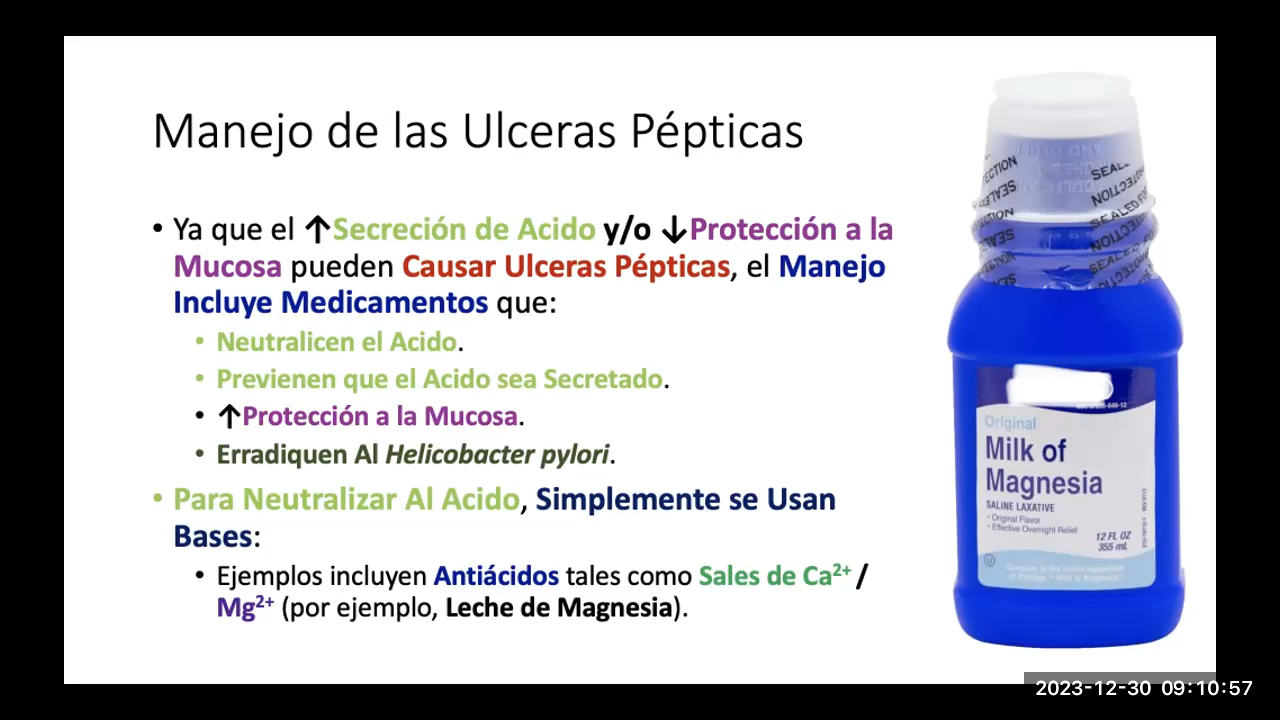 Manejo de las Ulceras Pépticas
• Ya que el ↑Secreción de Acido y/o ↓Protección a la
Mucosa pueden Causar Ulceras Pépticas, el Manejo
Incluye Medicamentos que:
• Neutralicen el Acido.
• Previenen que el Acido sea Secretado.
• ↑Protección a la Mucosa.
• Erradiquen Al Helicobacter pylori.
• Para Neutralizar Al Acido, Simplemente se Usan
Bases:
• Ejemplos incluyen Antiácidos tales como Sales de Ca²⁺ /
Mg²⁺ (por ejemplo, Leche de Magnesia).
Original
Milk of
Magnesia
SALINE LAXATIVE
• Original Flavor
• Effective Overnight Relief
12 FL OZ
355 mL
2023-12-30 09:10:57